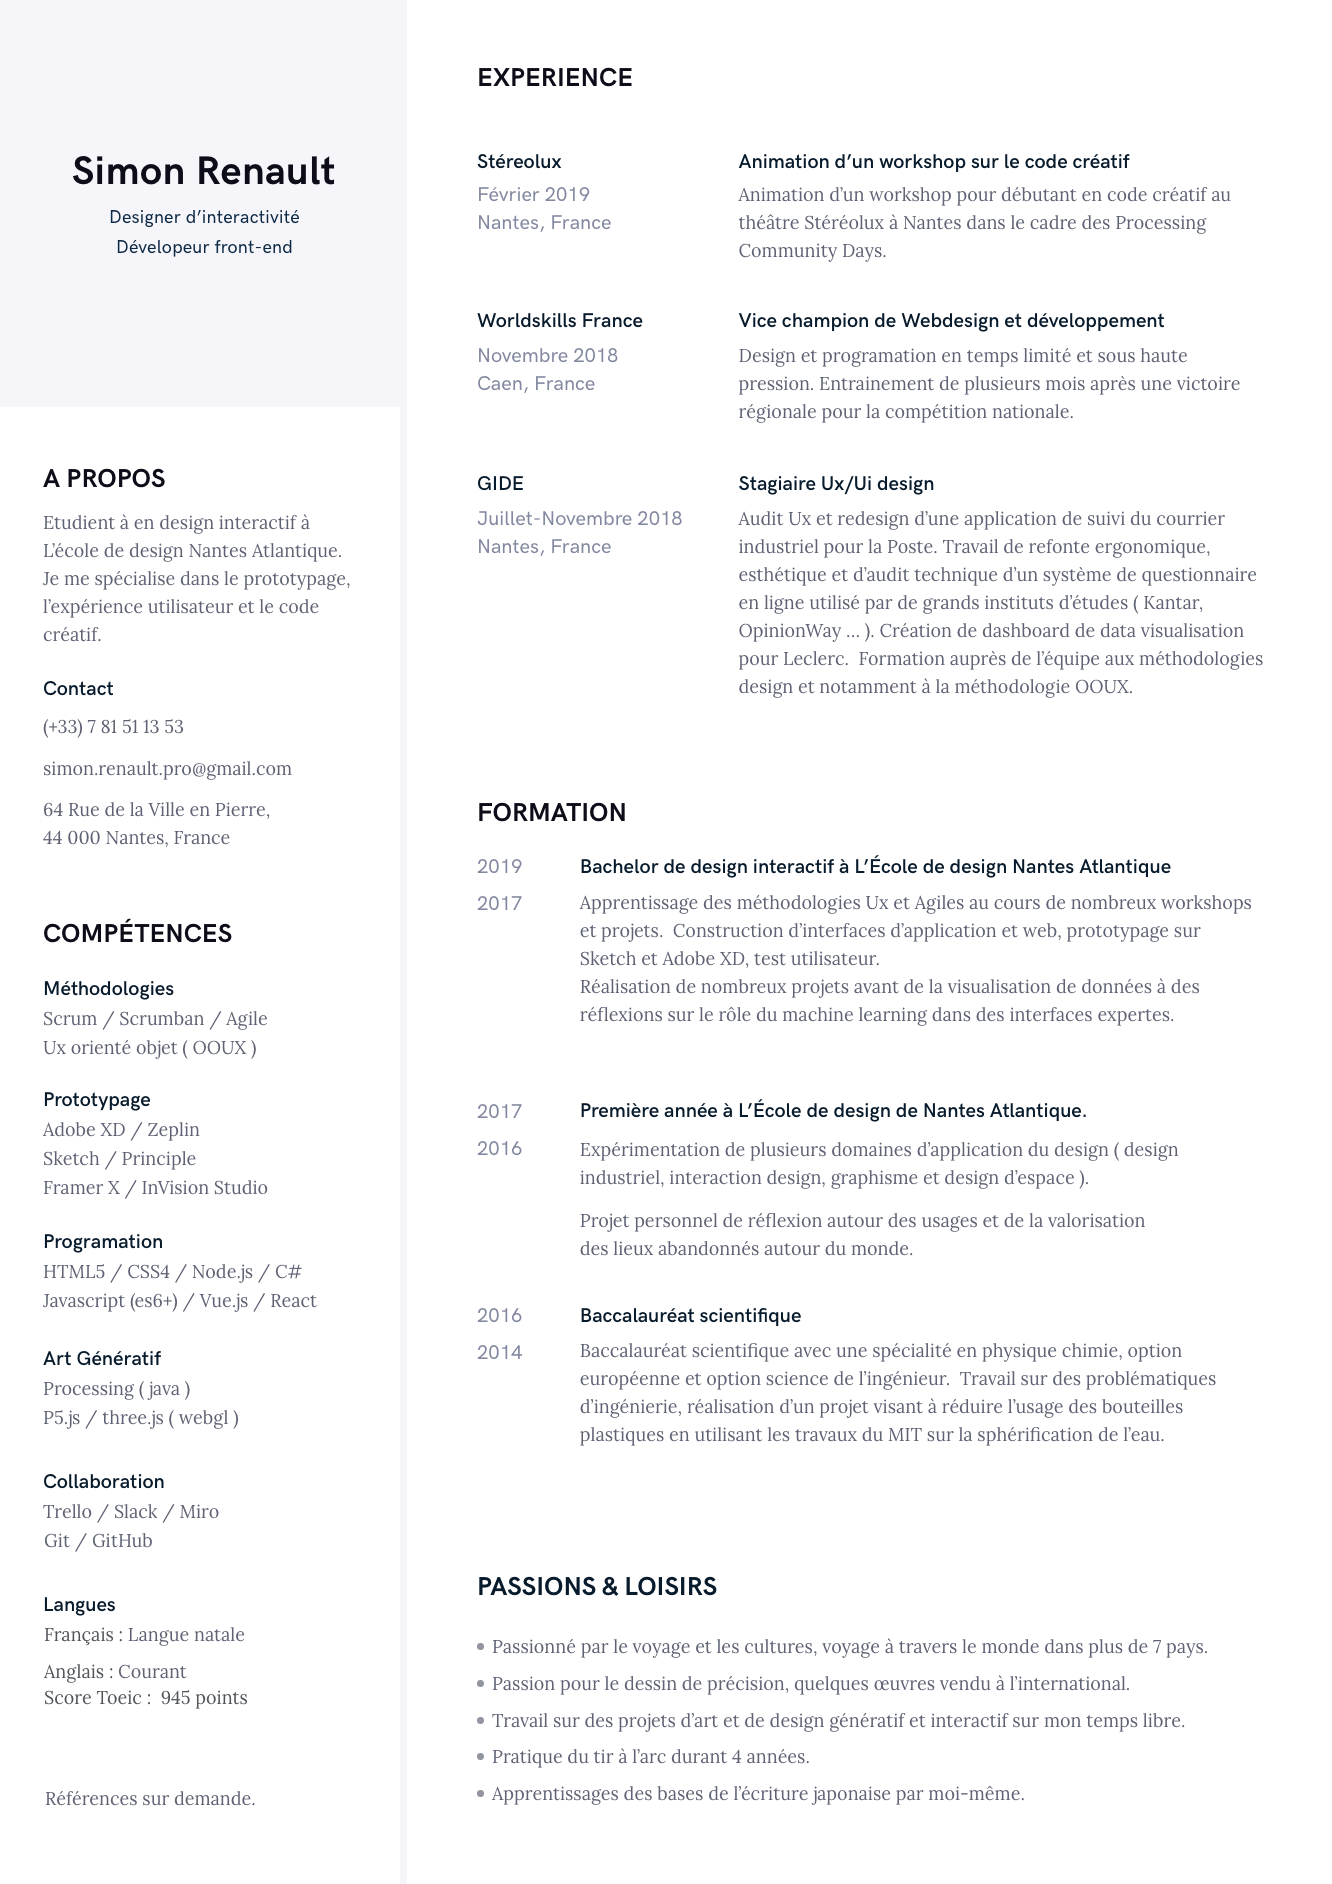 Simon Renault
Designer d’interactivité
Dévelopeur front-end
A PROPOS
Etudient à en design interactif à
L’école de design Nantes Atlantique.
Je me spécialise dans le prototypage,
l’expérience utilisateur et le code
créatif.
Contact
(+33) 7 81 51 13 53
simon.renault.pro@gmail.com
64 Rue de la Ville en Pierre,
44 000 Nantes, France
COMPÉTENCES
Méthodologies
Scrum / Scrumban / Agile
Ux orienté objet ( OOUX )
Prototypage
Adobe XD / Zeplin
Sketch / Principle
Framer X / InVision Studio
Programation
HTML5 / CSS4 / Node.js / C#
Javascript (es6+) / Vue.js / React
Art Génératif
Processing ( java )
P5.js / three.js ( webgl )
Collaboration
Trello / Slack / Miro
Git / GitHub
Langues
Français : Langue natale
Anglais : Courant
Score Toeic :  945 points
Références sur demande.
EXPERIENCE
Stéreolux
Février 2019
Nantes, France
Animation d’un workshop sur le code créatif
Animation d’un workshop pour débutant en code créatif au
théâtre Stéréolux à Nantes dans le cadre des Processing
Community Days.
Worldskills France
Novembre 2018
Caen, France
Vice champion de Webdesign et développement
Design et programation en temps limité et sous haute
pression. Entrainement de plusieurs mois après une victoire
régionale pour la compétition nationale.
GIDE
Juillet-Novembre 2018
Nantes, France
Stagiaire Ux/Ui design
Audit Ux et redesign d’une application de suivi du courrier
industriel pour la Poste. Travail de refonte ergonomique,
esthétique et d’audit technique d’un système de questionnaire
en ligne utilisé par de grands instituts d’études ( Kantar,
OpinionWay ... ). Création de dashboard de data visualisation
pour Leclerc.  Formation auprès de l’équipe aux méthodologies
design et notamment à la méthodologie OOUX.
FORMATION
2019
2017
Bachelor de design interactif à L’École de design Nantes Atlantique
Apprentissage des méthodologies Ux et Agiles au cours de nombreux workshops
et projets.  Construction d’interfaces d’application et web, prototypage sur
Sketch et Adobe XD, test utilisateur.
Réalisation de nombreux projets avant de la visualisation de données à des
réflexions sur le rôle du machine learning dans des interfaces expertes.
2017
2016
Première année à L’École de design de Nantes Atlantique.
Expérimentation de plusieurs domaines d’application du design ( design
industriel, interaction design, graphisme et design d’espace ).
Projet personnel de réflexion autour des usages et de la valorisation
des lieux abandonnés autour du monde.
2016
2014
Baccalauréat scientifique
Baccalauréat scientifique avec une spécialité en physique chimie, option
européenne et option science de l’ingénieur.  Travail sur des problématiques
d’ingénierie, réalisation d’un projet visant à réduire l’usage des bouteilles
plastiques en utilisant les travaux du MIT sur la sphérification de l’eau.
PASSIONS & LOISIRS
• Passionné par le voyage et les cultures, voyage à travers le monde dans plus de 7 pays.
• Passion pour le dessin de précision, quelques œuvres vendu à l’international.
• Travail sur des projets d’art et de design génératif et interactif sur mon temps libre.
• Pratique du tir à l’arc durant 4 années.
• Apprentissages des bases de l’écriture japonaise par moi-même.